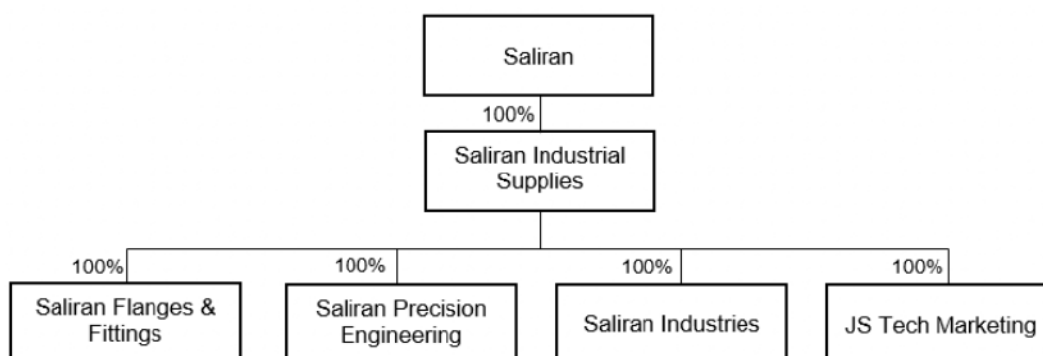 Saliran
100%
Saliran Industrial
Supplies
100%
100%
100%
100%
Saliran Flanges &
Fittings
Saliran Precision
Engineering
Saliran Industries
JS Tech Marketing